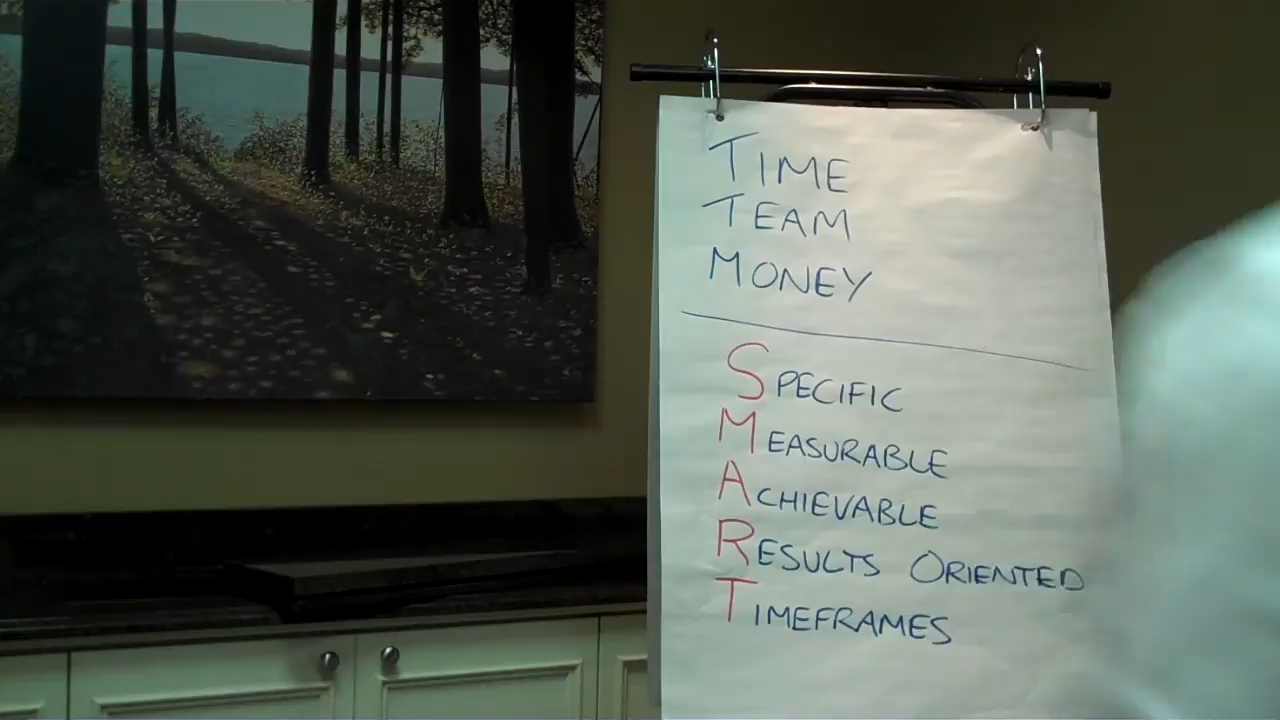 TIME
TEAM
MONEY
SPECIFIC
MEASURABLE
ACHIEVABLE
RESULTS ORIENTED
TIMEFRAMES